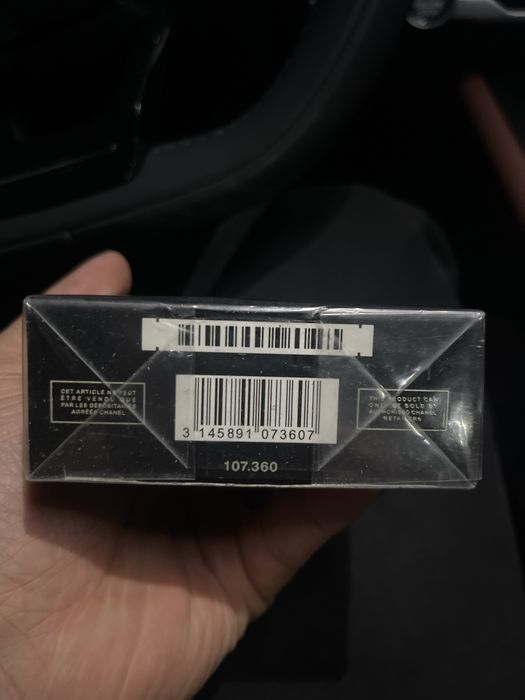 CET ARTICLE NE PEUT
ÊTRE VENDU QUE
PAR LES DÉPOSITAIRES
AGRÉÉS CHANEL
THIS PRODUCT CAN
ONLY BE SOLD BY
AUTHORISED CHANEL
RETAILERS
3 145891 073607
107.360